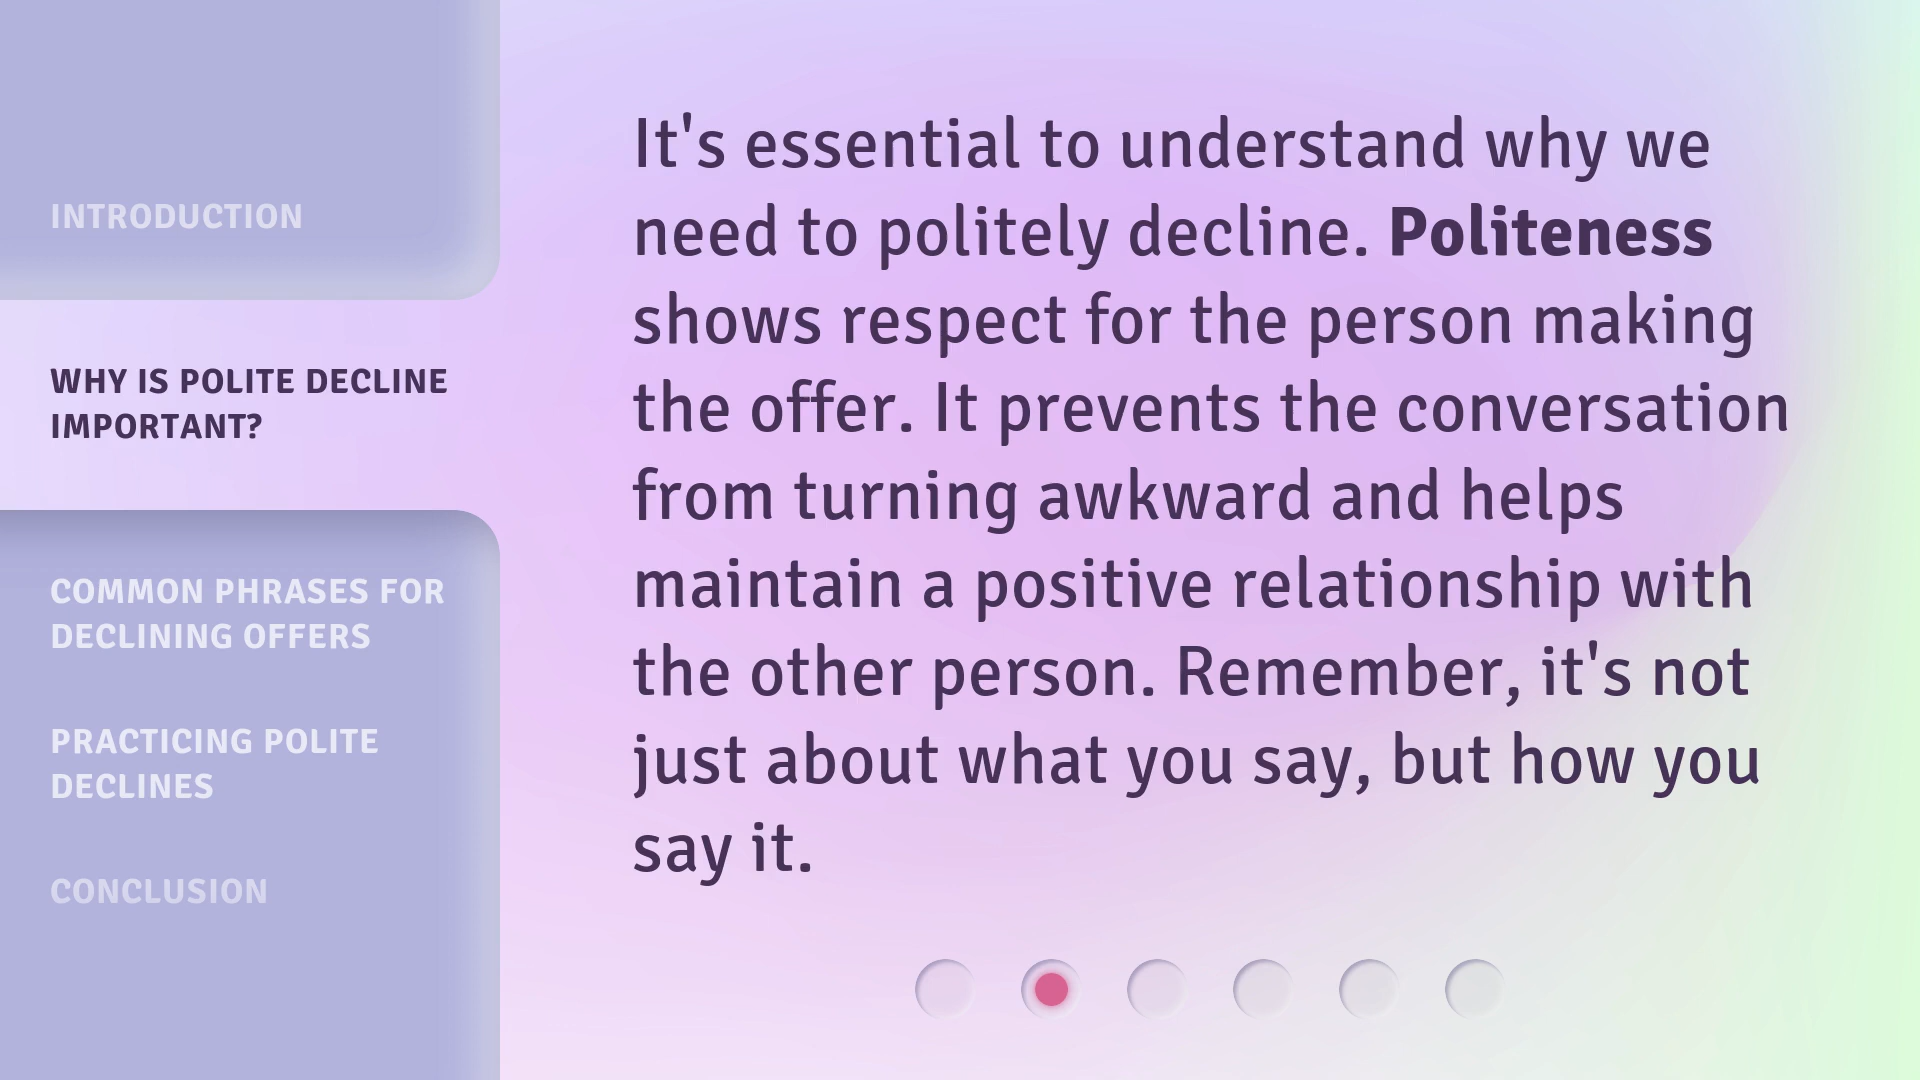 INTRODUCTION
WHY IS POLITE DECLINE
IMPORTANT?
COMMON PHRASES FOR
DECLINING OFFERS
PRACTICING POLITE
DECLINES
CONCLUSION
It's essential to understand why we
need to politely decline. Politeness
shows respect for the person making
the offer. It prevents the conversation
from turning awkward and helps
maintain a positive relationship with
the other person. Remember, it's not
just about what you say, but how you
say it.